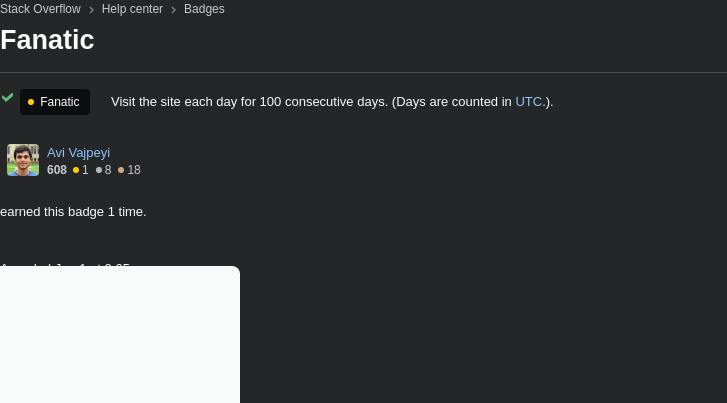 Stack Overflow > Help center > Badges
Fanatic
Fanatic Visit the site each day for 100 consecutive days. (Days are counted in UTC.).
Avi Vajpeyi
608 1 8 18
earned this badge 1 time.